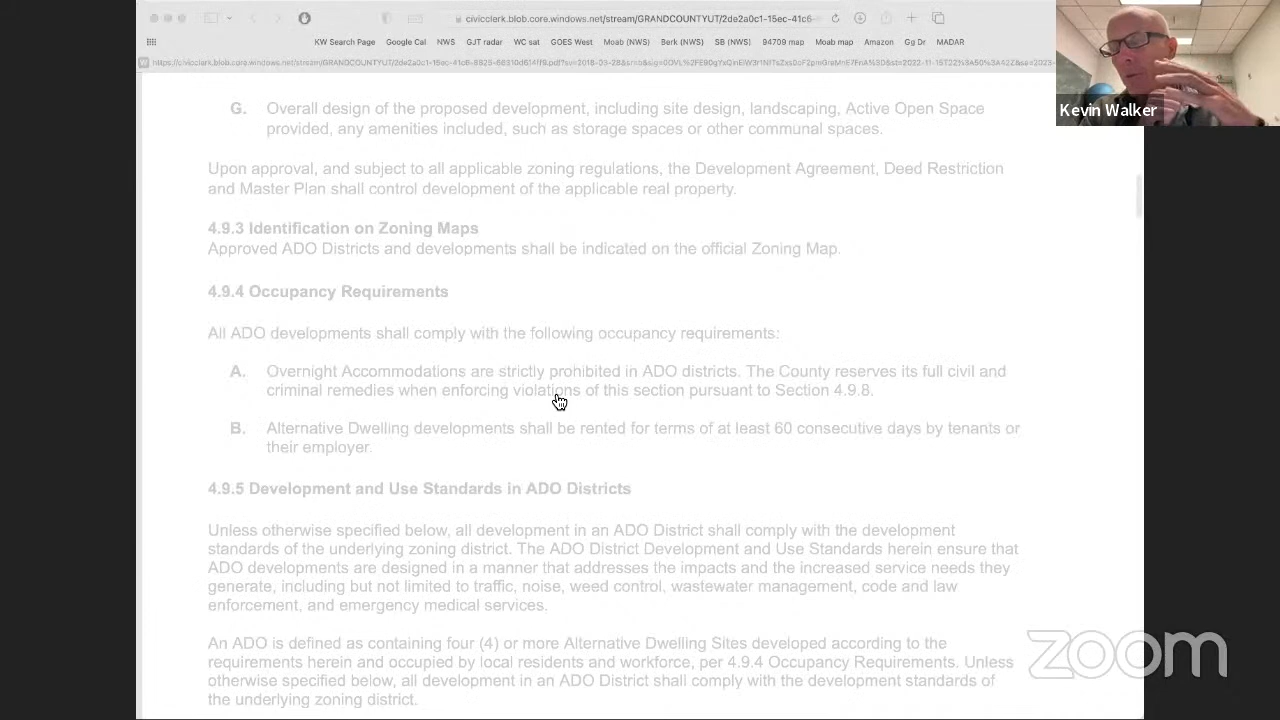 civicclerk.blob.core.windows.net/stream/GRANDCOUNTYUT/2de2a0c1-15ec-41c6-
KW Search Page Google Cal NWS GJT radar WC sat GOES West Moab (NWS) Berk (NWS) SB (NWS) 94709 map Moab map Amazon Gg Dr MADAR
G. Overall design of the proposed development, including site design, landscaping, Active Open Space
provided, any amenities included, such as storage spaces or other communal spaces.
Kevin Walker
Upon approval, and subject to all applicable zoning regulations, the Development Agreement, Deed Restriction
and Master Plan shall control development of the applicable real property.
4.9.3 Identification on Zoning Maps
Approved ADO Districts and developments shall be indicated on the official Zoning Map.
4.9.4 Occupancy Requirements
All ADO developments shall comply with the following occupancy requirements:
A. Overnight Accommodations are strictly prohibited in ADO districts. The County reserves its full civil and
criminal remedies when enforcing violations of this section pursuant to Section 4.9.8.
B. Alternative Dwelling developments shall be rented for terms of at least 60 consecutive days by tenants or
their employer.
4.9.5 Development and Use Standards in ADO Districts
Unless otherwise specified below, all development in an ADO District shall comply with the development
standards of the underlying zoning district. The ADO District Development and Use Standards herein ensure that
ADO developments are designed in a manner that addresses the impacts and the increased service needs they
generate, including but not limited to traffic, noise, weed control, wastewater management, code and law
enforcement, and emergency medical services.
An ADO is defined as containing four (4) or more Alternative Dwelling Sites developed according to the
requirements herein and occupied by local residents and workforce, per 4.9.4 Occupancy Requirements. Unless
otherwise specified below, all development in an ADO District shall comply with the development standards of
the underlying zoning district.
zoom